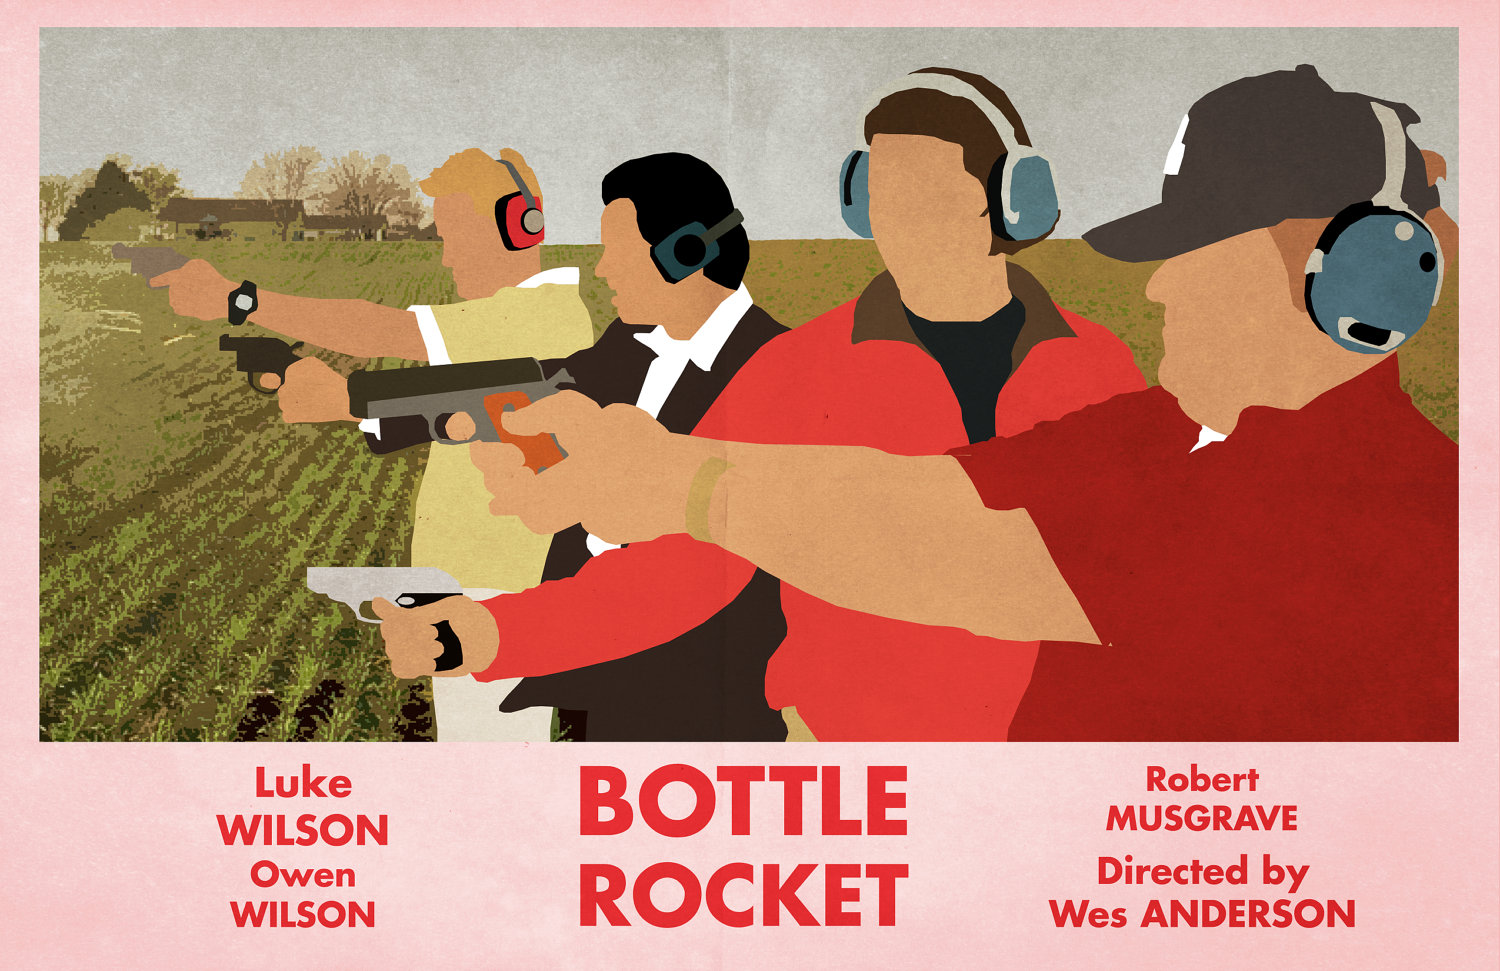 Luke
WILSON
Owen
WILSON
BOTTLE
ROCKET
Robert
MUSGRAVE
Directed by
Wes ANDERSON